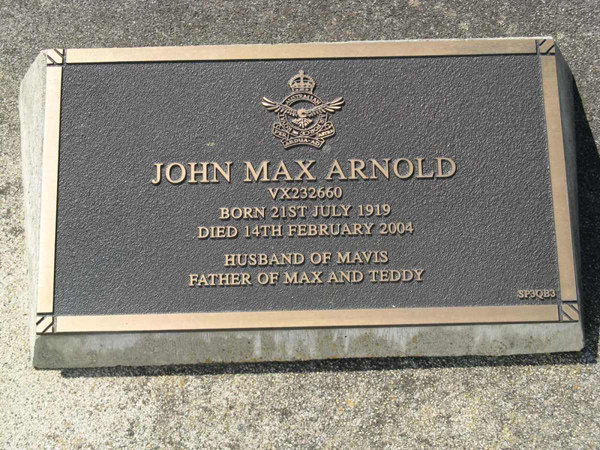 AUSTRALIAN
JOHN MAX ARNOLD
VX232660
BORN 21ST JULY 1919
DIED 14TH FEBRUARY 2004
HUSBAND OF MAVIS
FATHER OF MAX AND TEDDY
SP3QB3